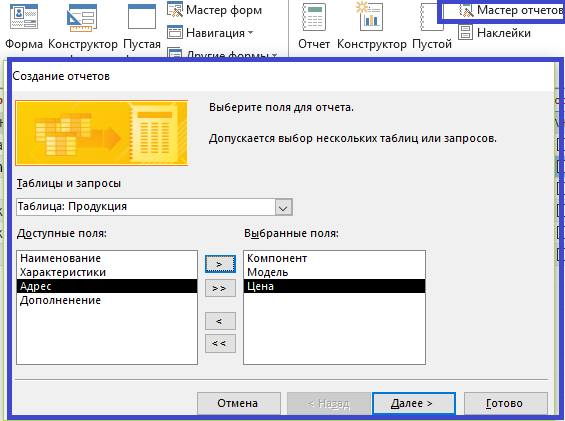 Мастер форм
Мастер отчетов
Навигация
Наклейки
Форма Конструктор Пустая
Другие формы
Отчет Конструктор Пустой
Создание отчетов
Выберите поля для отчета.
Допускается выбор нескольких таблиц или запросов.
Таблицы и запросы
Таблица: Продукция
Доступные поля:
Выбранные поля:
Наименование
Характеристики
Адрес
Дополненение
>
>>
<
<<
Компонент
Модель
Цена
Отмена
< Назад
Далее >
Готово